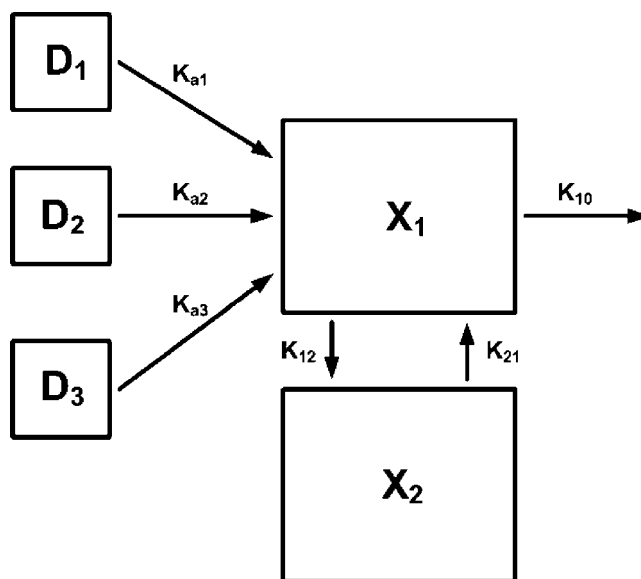 D₁
Kₐ₁
Kₐ₂
D₂
X₁
K₁₀
Kₐ₃
D₃
K₁₂
K₂₁
X₂